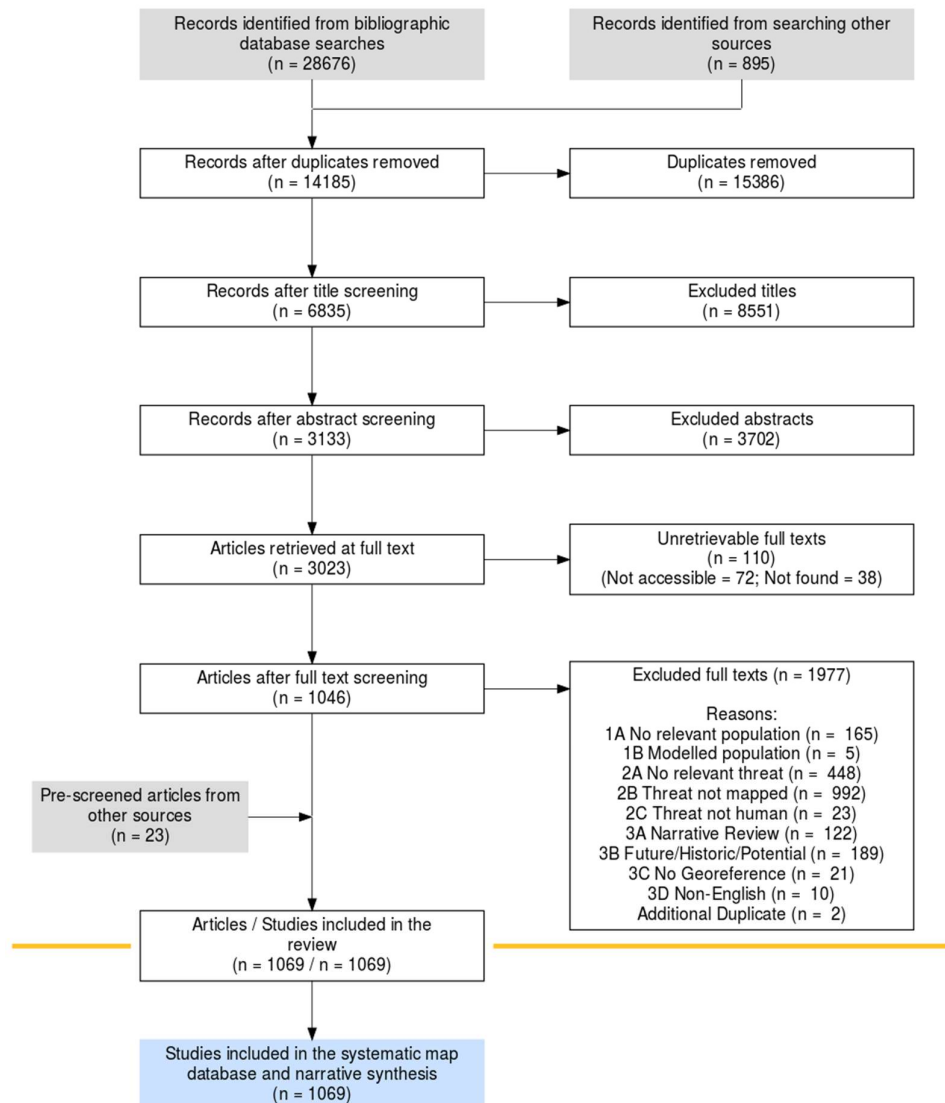 Records identified from bibliographic
database searches
(n = 28676)
Records identified from searching other
sources
(n = 895)
Records after duplicates removed
(n = 14185)
Duplicates removed
(n = 15386)
Records after title screening
(n = 6835)
Excluded titles
(n = 8551)
Records after abstract screening
(n = 3133)
Excluded abstracts
(n = 3702)
Articles retrieved at full text
(n = 3023)
Unretrievable full texts
(n = 110)
(Not accessible = 72; Not found = 38)
Articles after full text screening
(n = 1046)
Excluded full texts (n = 1977)
Reasons:
1A No relevant population (n = 165)
1B Modelled population (n = 5)
2A No relevant threat (n = 448)
2B Threat not mapped (n = 992)
2C Threat not human (n = 23)
3A Narrative Review (n = 122)
3B Future/Historic/Potential (n = 189)
3C No Georeference (n = 21)
3D Non-English (n = 10)
Additional Duplicate (n = 2)
Pre-screened articles from
other sources
(n = 23)
Articles / Studies included in the
review
(n = 1069 / n = 1069)
Studies included in the systematic map
database and narrative synthesis
(n = 1069)